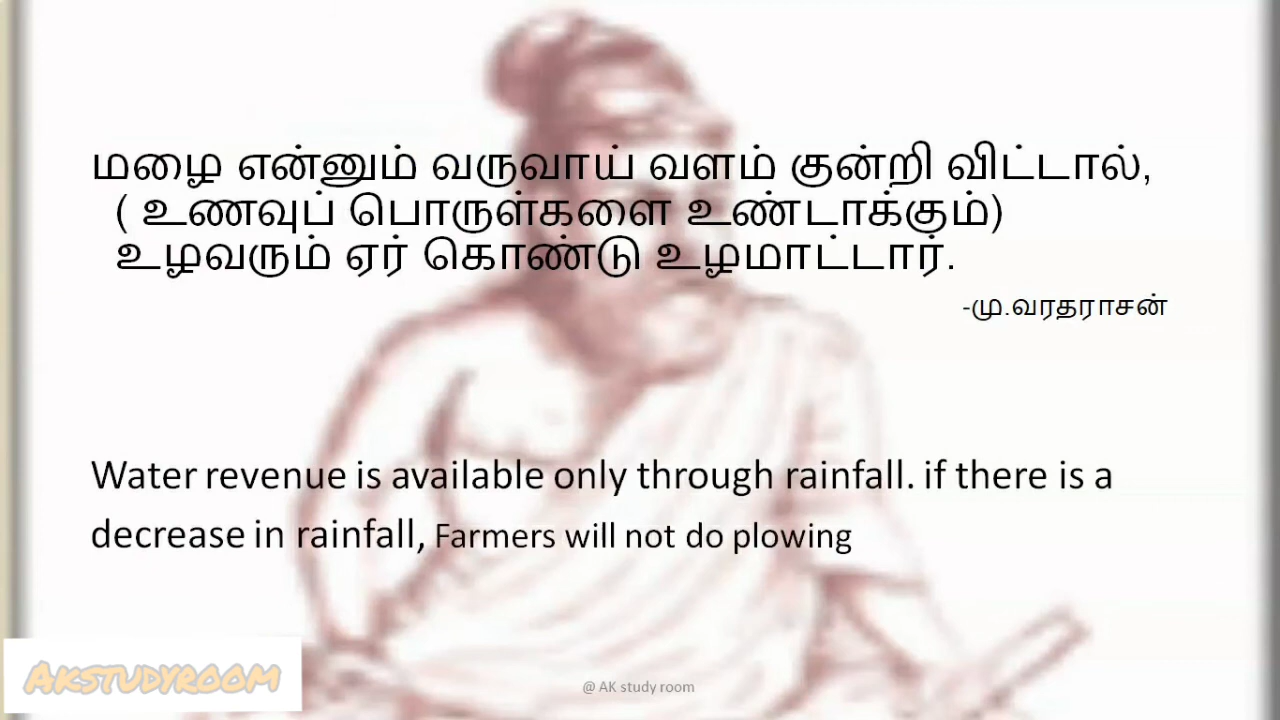 மழை என்னும் வருவாய் வளம் குன்றி விட்டால்,
( உணவுப் பொருள்களை உண்டாக்கும்)
உழவரும் ஏர் கொண்டு உழமாட்டார்.
-மு.வரதராசன்
Water revenue is available only through rainfall. if there is a
decrease in rainfall, Farmers will not do plowing
AKSTUDYROOM
@ AK study room